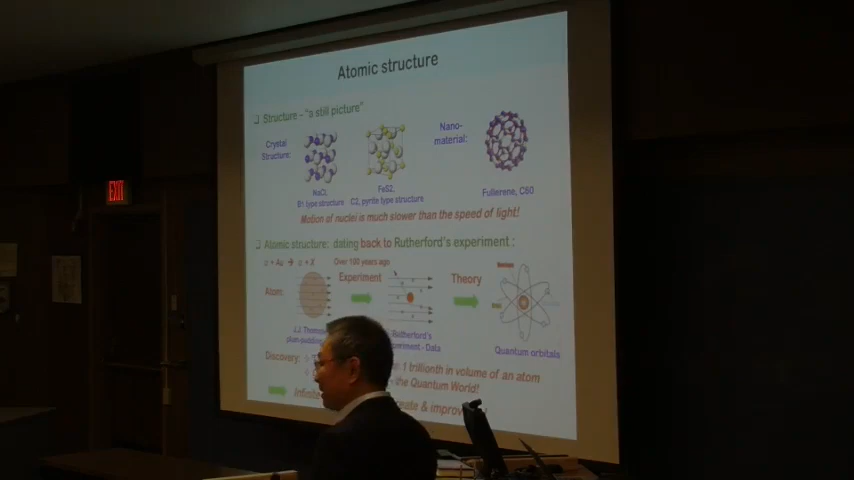 EXIT
Atomic structure
❑ Structure – "a still picture"
Crystal
Structure:
Nano-
material:
NaCl,
B1 type structure
FeS2,
C2, pyrite type structure
Fullerene, C60
Motion of nuclei is much slower than the speed of light!
❑ Atomic structure: dating back to Rutherford's experiment :
α + Au → α + X
Over 100 years ago
Atom:
Experiment
Theory
J.J. Thomson
plum-pudding
Rutherford's
Data
Quantum orbitals
Discovery:
1 trillionth in volume of an atom
the Quantum World!
Infinite
create & improv